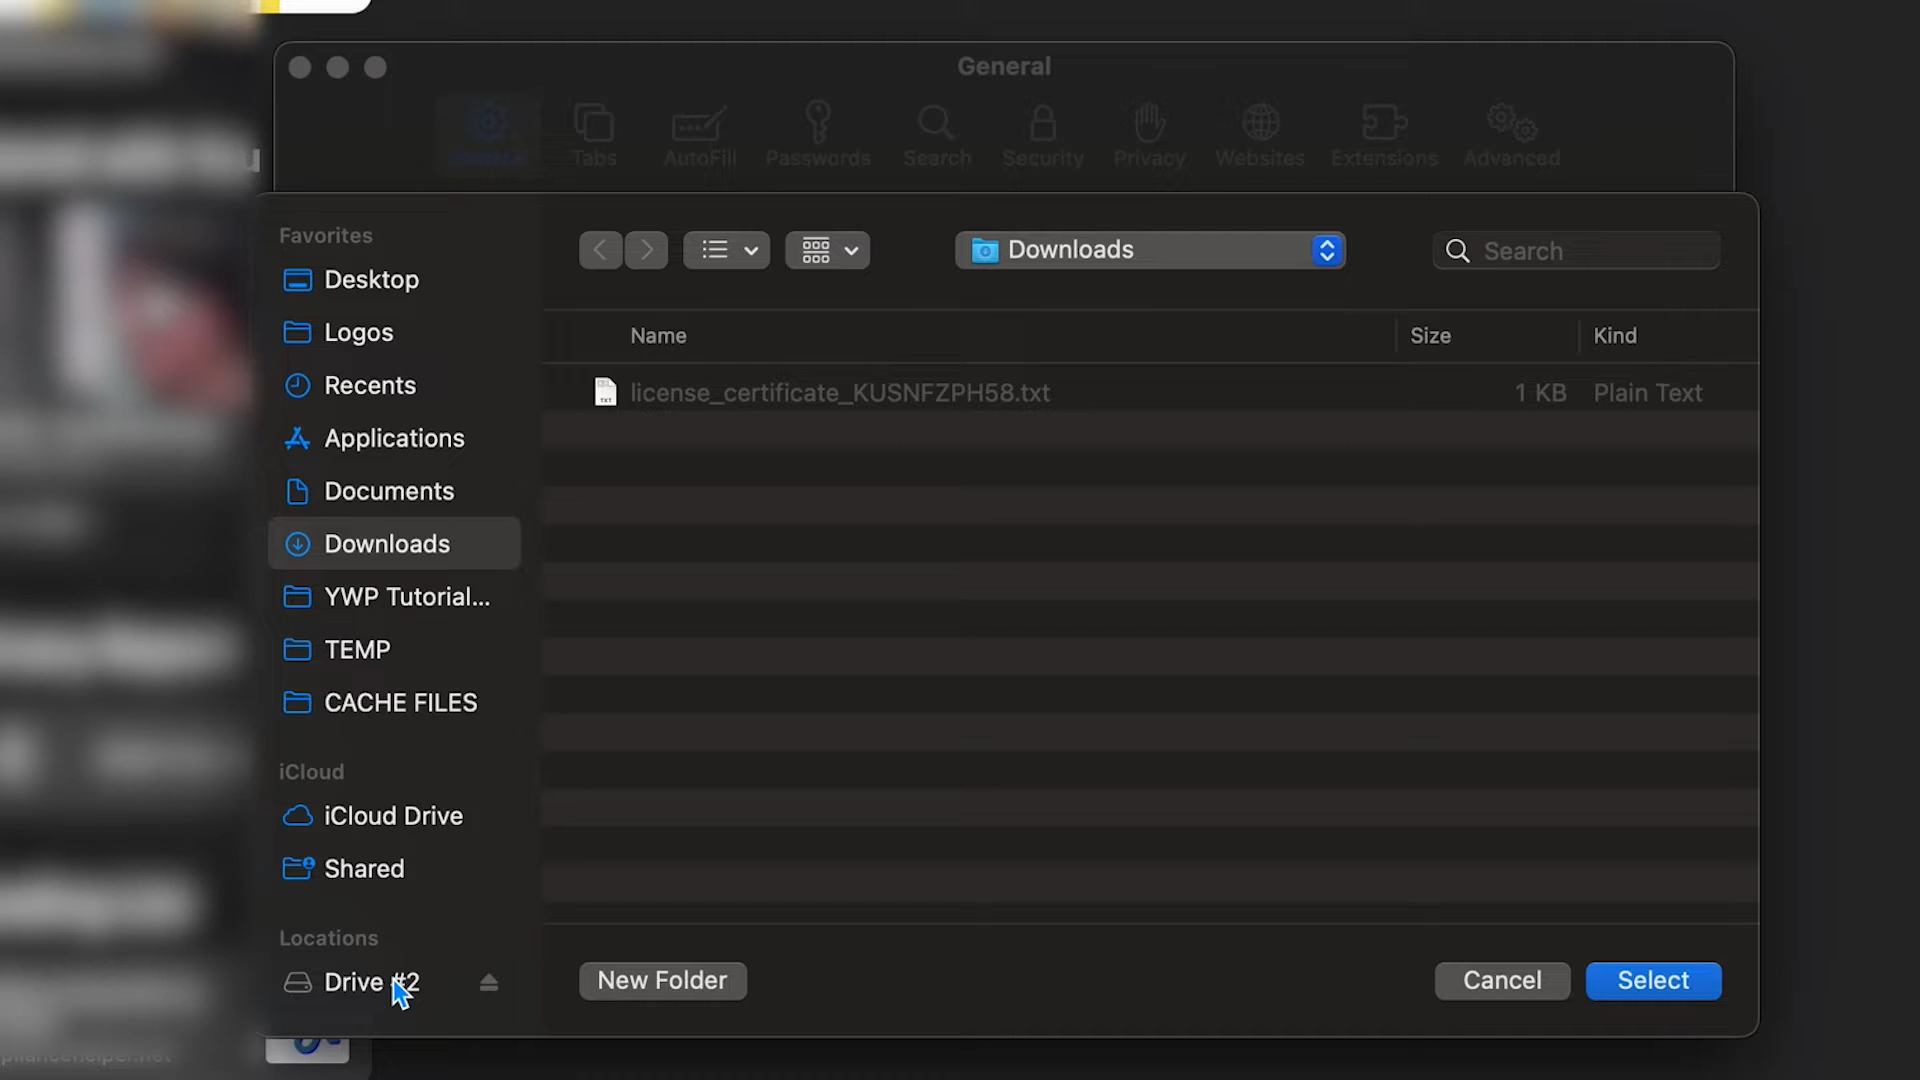 General
Tabs
AutoFill
Passwords
Search
Security
Privacy
Websites
Extensions
Advanced
Favorites
Desktop
Logos
Recents
Applications
Documents
Downloads
YWP Tutorial...
TEMP
CACHE FILES
iCloud
iCloud Drive
Shared
Locations
Drive #2
Downloads
Search
Name
Size
Kind
license_certificate_KUSNFZPH58.txt
1 KB
Plain Text
New Folder
Cancel
Select